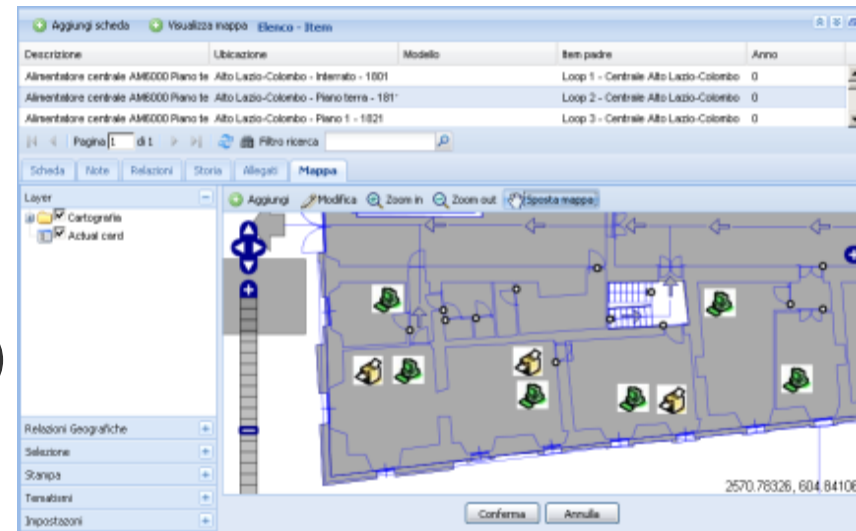 Aggiungi scheda Visualizza mappa Elenco - Item
Descrizione Ubicazione Modello Item padre Anno
Alimentatore centrale AM6000 Piano te Alto Lazio-Colombo - Interrato - 1801 Loop 1 - Centrale Alto Lazio-Colombo 0
Alimentatore centrale AM6000 Piano te Alto Lazio-Colombo - Piano terra - 181 Loop 2 - Centrale Alto Lazio-Colombo 0
Alimentatore centrale AM6000 Piano te Alto Lazio-Colombo - Piano 1 - 1821 Loop 3 - Centrale Alto Lazio-Colombo 0
Pagina 1 di 1 Filtro ricerca
Scheda Note Relazioni Storia Allegati Mappa
Layer Aggiungi Modifica Zoom in Zoom out Sposta mappa
Cartografia
Actual card
Relazioni Geografiche
Selezione
Stampa
Tematismi
Impostazoni
2570.78326, 604.84106
Conferma Annulla